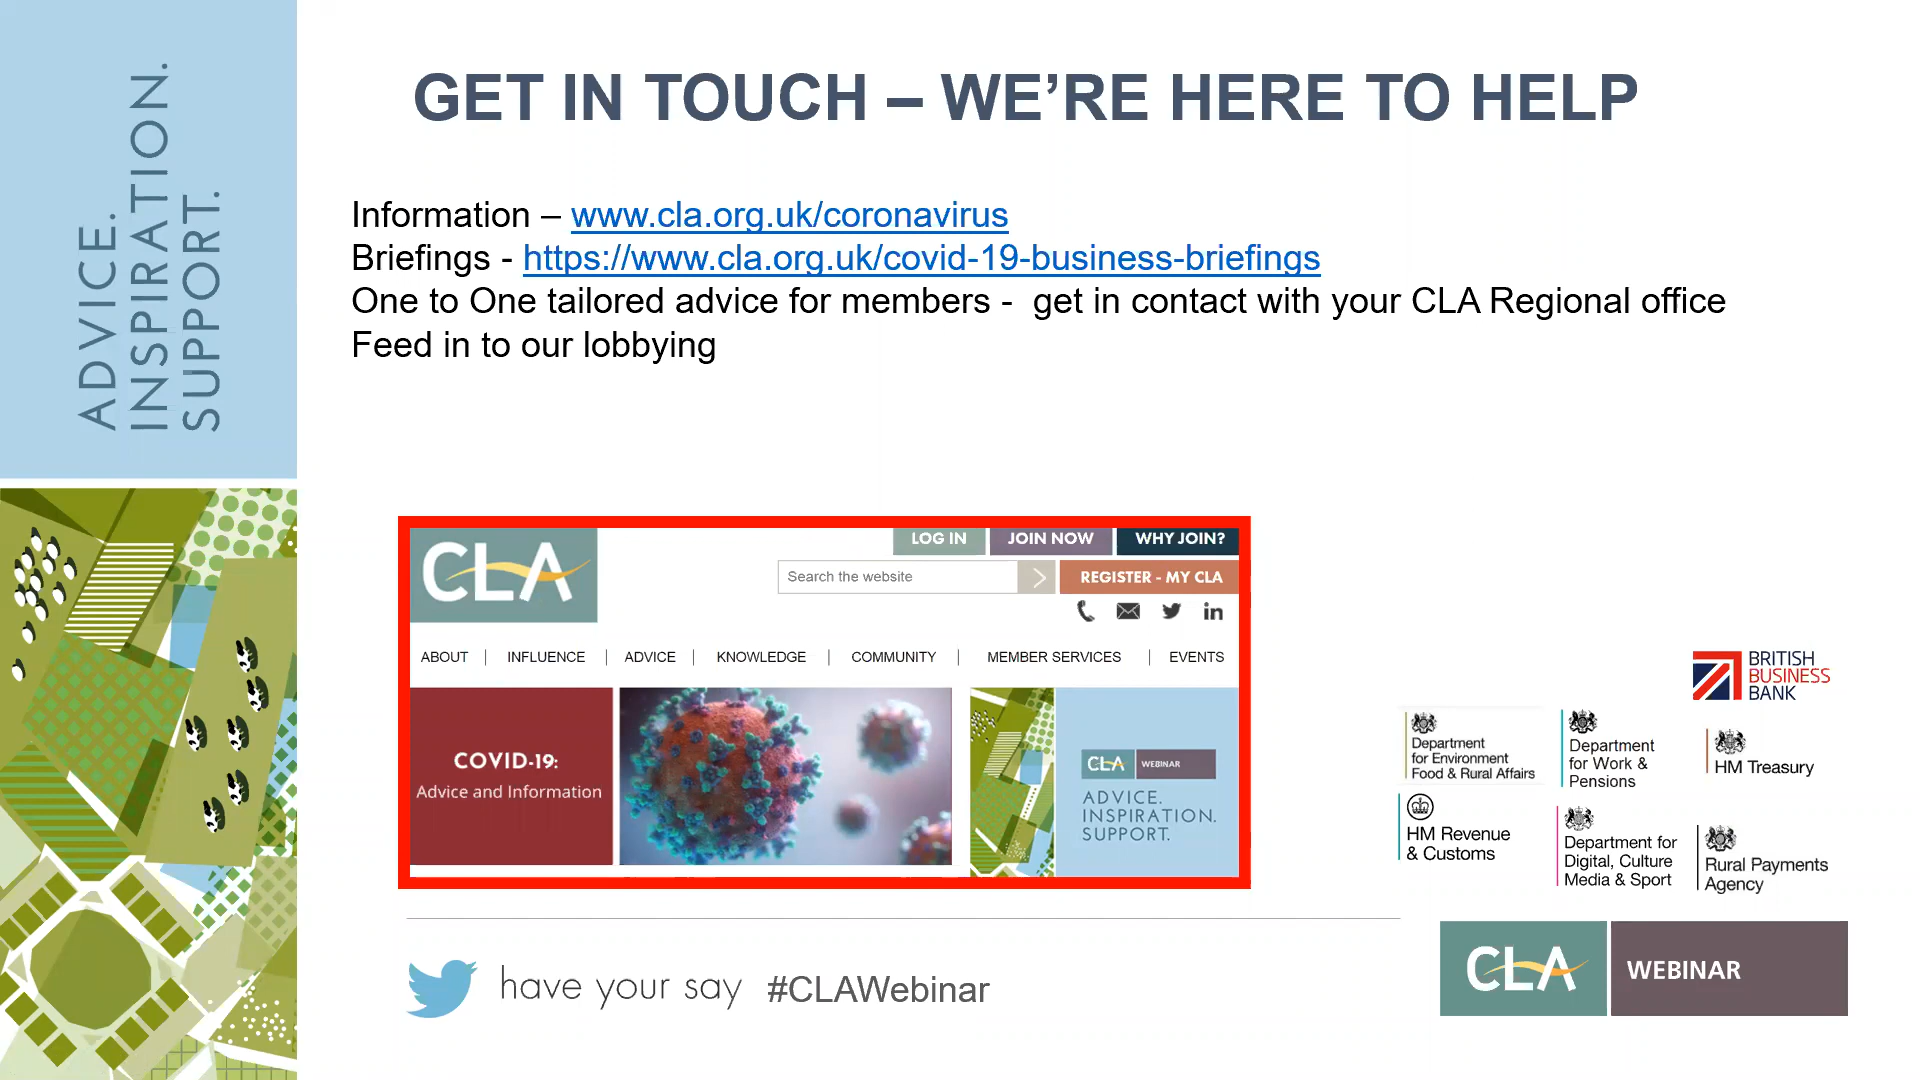 ADVICE.
INSPIRATION.
SUPPORT.
GET IN TOUCH – WE’RE HERE TO HELP
Information – www.cla.org.uk/coronavirus
Briefings - https://www.cla.org.uk/covid-19-business-briefings
One to One tailored advice for members -  get in contact with your CLA Regional office
Feed in to our lobbying
CLA
LOG IN
JOIN NOW
WHY JOIN?
Search the website
REGISTER - MY CLA
in
ABOUT | INFLUENCE | ADVICE | KNOWLEDGE | COMMUNITY | MEMBER SERVICES | EVENTS
COVID-19:
Advice and Information
CLA WEBINAR
ADVICE.
INSPIRATION.
SUPPORT.
BRITISH
BUSINESS
BANK
Department
for Environment
Food & Rural Affairs
Department
for Work &
Pensions
HM Treasury
HM Revenue
& Customs
Department for
Digital, Culture
Media & Sport
Rural Payments
Agency
have your say #CLAWebinar
CLA WEBINAR